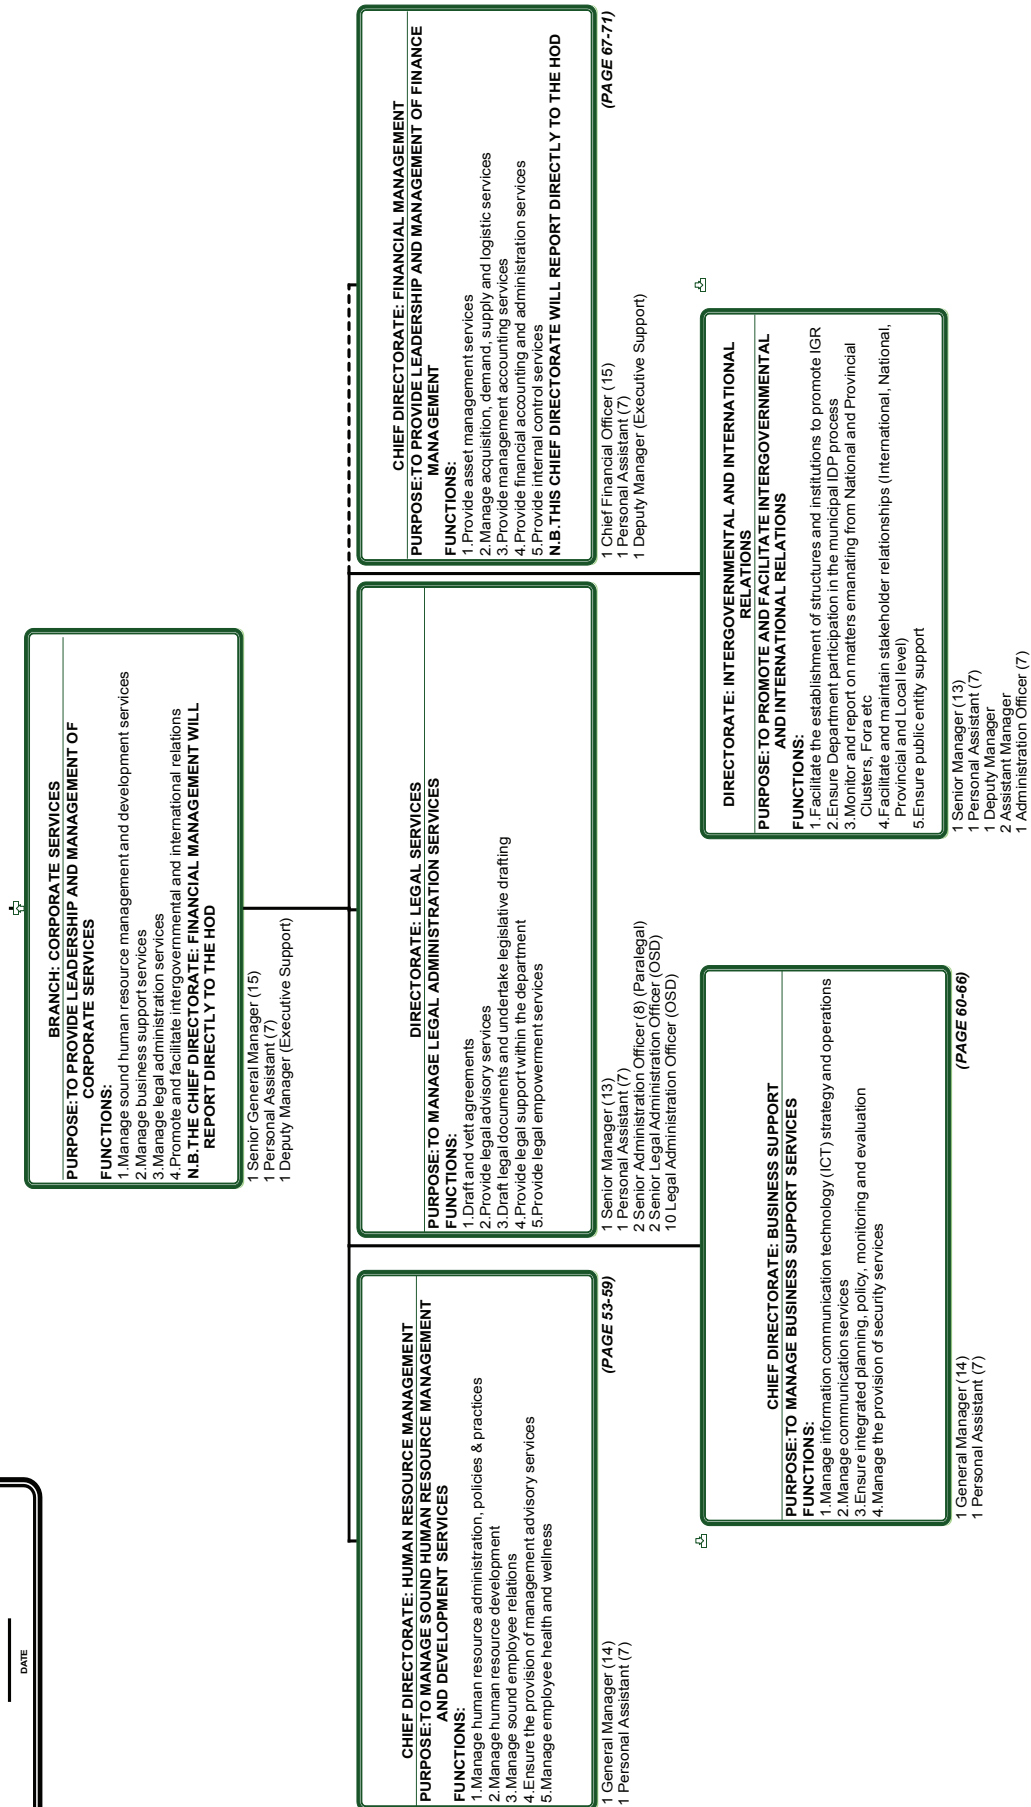 DATE
BRANCH: CORPORATE SERVICES
PURPOSE:TO PROVIDE LEADERSHIP AND MANAGEMENT OF
CORPORATE SERVICES
FUNCTIONS:
1.Manage sound human resource management and development services
2.Manage business support services
3.Manage legal administration services
4.Promote and facilitate intergovernmental and international relations
N.B.THE CHIEF DIRECTORATE: FINANCIAL MANAGEMENT WILL
REPORT DIRECTLY TO THE HOD
1 Senior General Manager (15)
1 Personal Assistant (7)
1 Deputy Manager (Executive Support)
CHIEF DIRECTORATE: HUMAN RESOURCE MANAGEMENT
PURPOSE:TO MANAGE SOUND HUMAN RESOURCE MANAGEMENT
AND DEVELOPMENT SERVICES
FUNCTIONS:
1.Manage human resource administration, policies & practices
2.Manage human resource development
3.Manage sound employee relations
4.Ensure the provision of management advisory services
5.Manage employee health and wellness
(PAGE 53-59)
1 General Manager (14)
1 Personal Assistant (7)
DIRECTORATE: LEGAL SERVICES
PURPOSE:TO MANAGE LEGAL ADMINISTRATION SERVICES
FUNCTIONS:
1.Draft and vett agreements
2.Provide legal advisory services
3.Draft legal documents and undertake legislative drafting
4.Provide legal support within the department
5.Provide legal empowerment services
1 Senior Manager (13)
1 Personal Assistant (7)
2 Senior Administration Officer (8) (Paralegal)
2 Senior Legal Administration Officer (OSD)
10 Legal Administration Officer (OSD)
CHIEF DIRECTORATE: FINANCIAL MANAGEMENT
PURPOSE:TO PROVIDE LEADERSHIP AND MANAGEMENT OF FINANCE
MANAGEMENT
FUNCTIONS:
1.Provide asset management services
2.Manage acquisition, demand, supply and logistic services
3.Provide management accounting services
4.Provide financial accounting and administration services
5.Provide internal control services
N.B.THIS CHIEF DIRECTORATE WILL REPORT DIRECTLY TO THE HOD
(PAGE 67-71)
1 Chief Financial Officer (15)
1 Personal Assistant (7)
1 Deputy Manager (Executive Support)
CHIEF DIRECTORATE: BUSINESS SUPPORT
PURPOSE:TO MANAGE BUSINESS SUPPORT SERVICES
FUNCTIONS:
1.Manage information communication technology (ICT) strategy and operations
2.Manage communication services
3.Ensure integrated planning, policy, monitoring and evaluation
4.Manage the provision of security services
(PAGE 60-66)
1 General Manager (14)
1 Personal Assistant (7)
DIRECTORATE: INTERGOVERNMENTAL AND INTERNATIONAL
RELATIONS
PURPOSE:TO PROMOTE AND FACILITATE INTERGOVERNMENTAL
AND INTERNATIONAL RELATIONS
FUNCTIONS:
1.Facilitate the establishment of structures and institutions to promote IGR
2.Ensure Department participation in the municipal IDP process
3.Monitor and report on matters emanating from National and Provincial
Clusters, Fora etc
4.Facilitate and maintain stakeholder relationships (International, National,
Provincial and Local level)
5.Ensure public entity support
1 Senior Manager (13)
1 Personal Assistant (7)
1 Deputy Manager
2 Assistant Manager
1 Administration Officer (7)